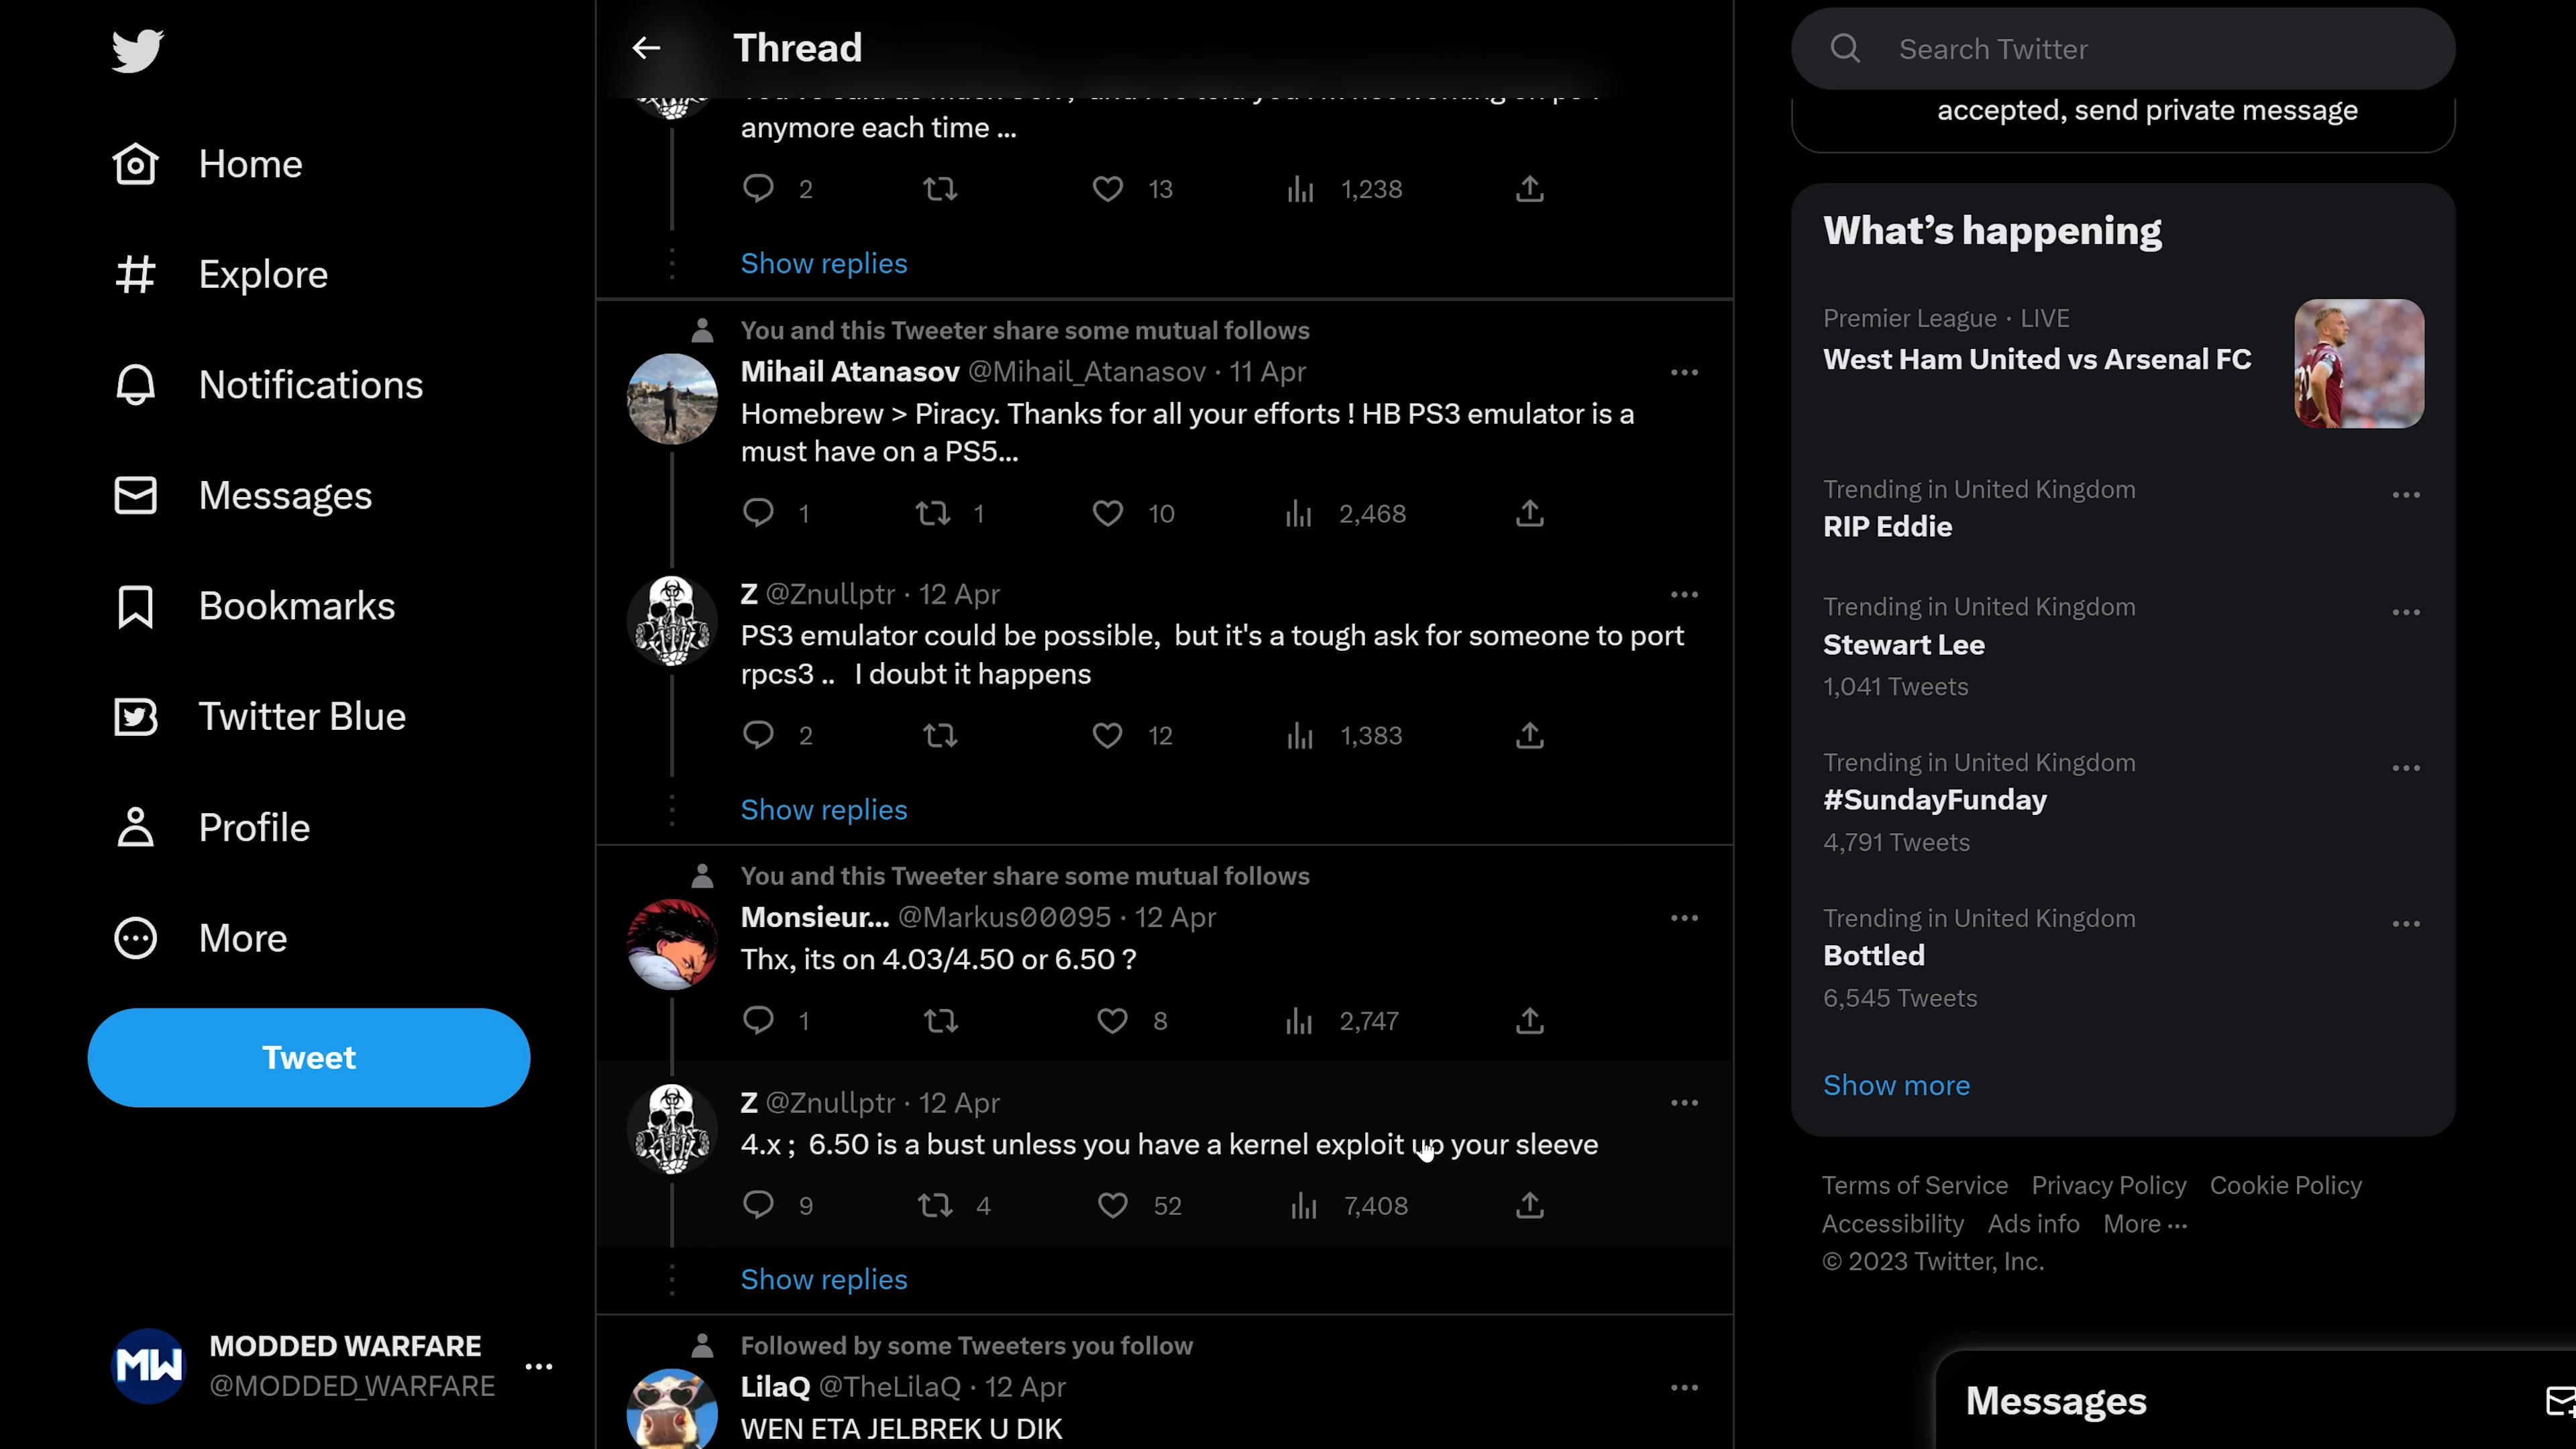 Home
Explore
Notifications
Messages
Bookmarks
Twitter Blue
Profile
More
Tweet
MW
MODDED WARFARE
@MODDED_WARFARE
Thread
anymore each time ...
2 13 1,238
Show replies
You and this Tweeter share some mutual follows
Mihail Atanasov @Mihail_Atanasov · 11 Apr
Homebrew > Piracy. Thanks for all your efforts ! HB PS3 emulator is a
must have on a PS5...
1 1 10 2,468
Z @Znullptr · 12 Apr
PS3 emulator could be possible,  but it's a tough ask for someone to port
rpcs3 ..   I doubt it happens
2 12 1,383
Show replies
You and this Tweeter share some mutual follows
Monsieur... @Markus00095 · 12 Apr
Thx, its on 4.03/4.50 or 6.50 ?
1 8 2,747
Z @Znullptr · 12 Apr
4.x ;  6.50 is a bust unless you have a kernel exploit up your sleeve
9 4 52 7,408
Show replies
Followed by some Tweeters you follow
LilaQ @TheLilaQ · 12 Apr
WEN ETA JELBREK U DIK
Search Twitter
accepted, send private message
What's happening
Premier League · LIVE
West Ham United vs Arsenal FC
Trending in United Kingdom
RIP Eddie
Trending in United Kingdom
Stewart Lee
1,041 Tweets
Trending in United Kingdom
#SundayFunday
4,791 Tweets
Trending in United Kingdom
Bottled
6,545 Tweets
Show more
Terms of Service Privacy Policy Cookie Policy
Accessibility Ads info More ...
© 2023 Twitter, Inc.
Messages